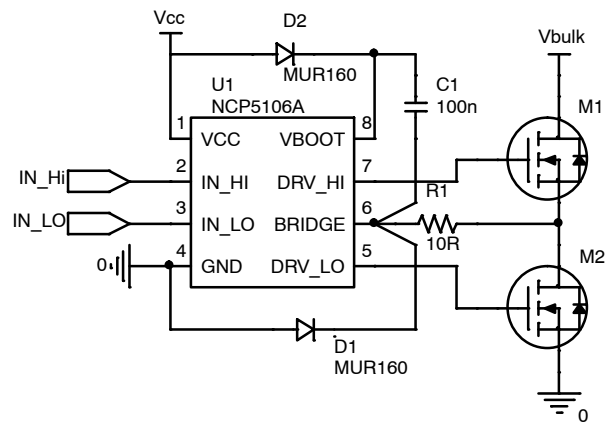 Vcc
D2
MUR160
Vbulk
U1
NCP5106A
C1
100n
M1
1
VCC
VBOOT
8
IN_Hi
2
IN_HI
DRV_HI
7
R1
IN_LO
3
IN_LO
BRIDGE
6
10R
0
4
GND
DRV_LO
5
M2
D1
MUR160
0